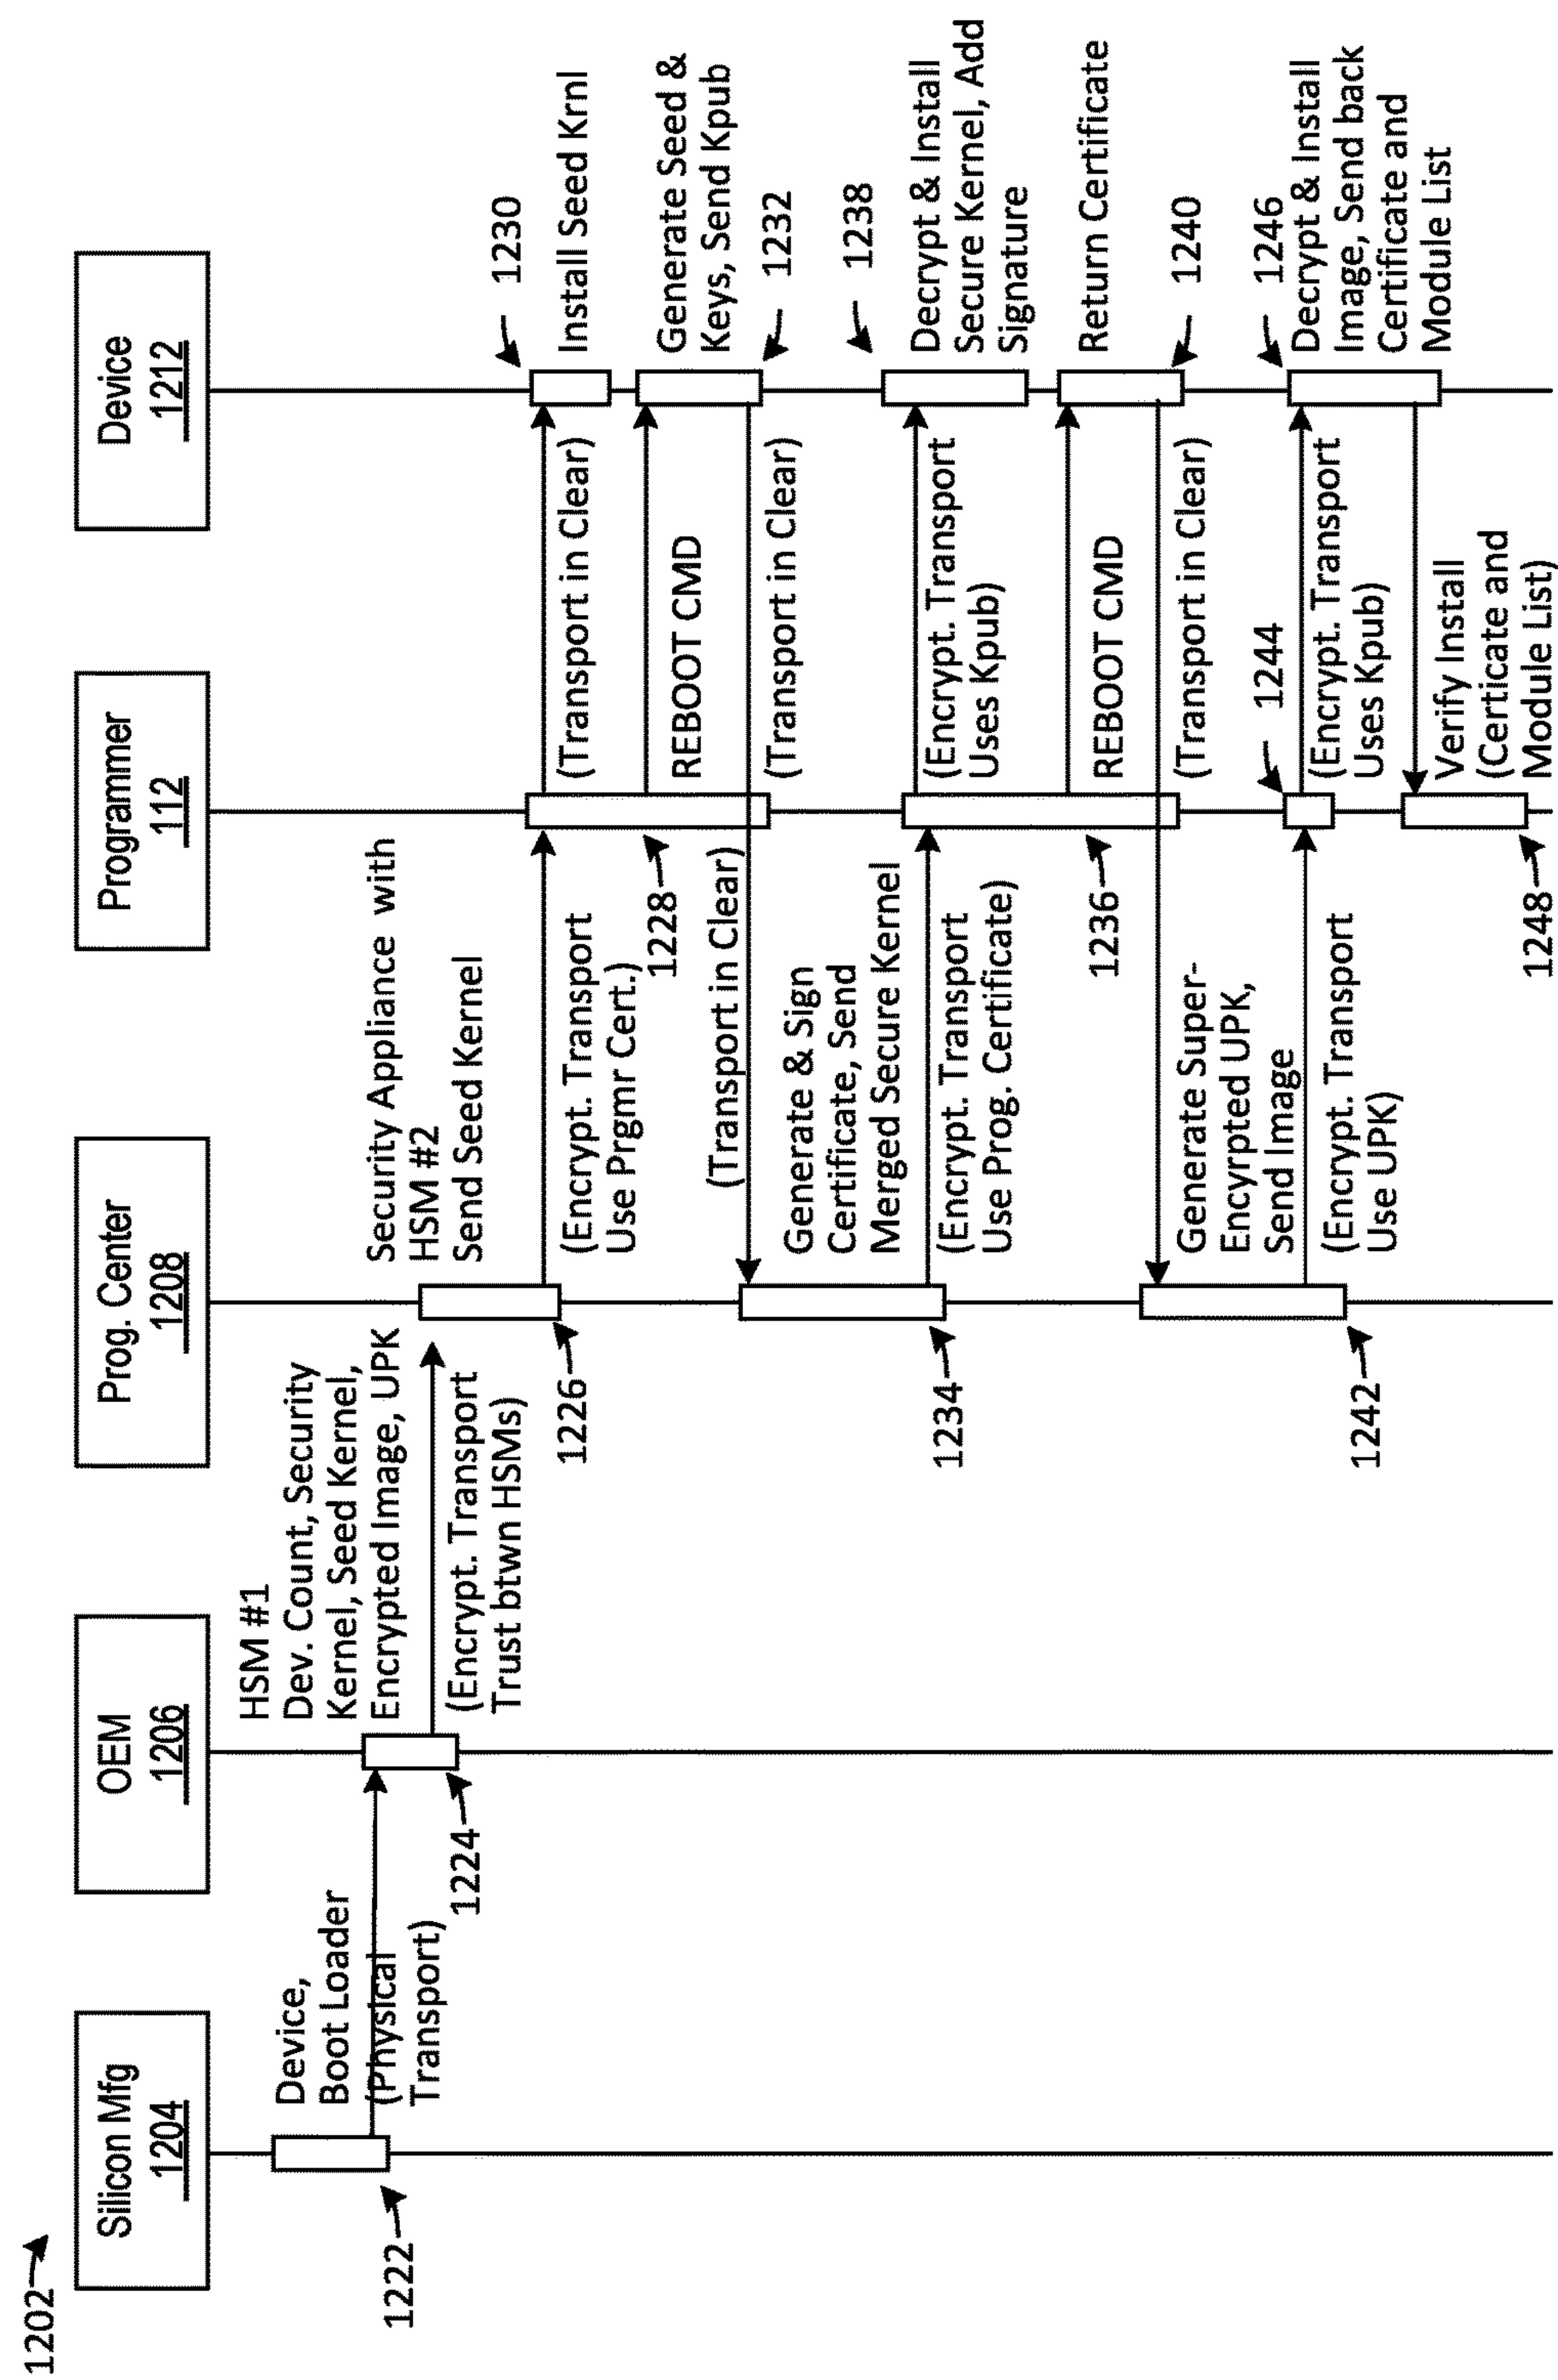 1202
Silicon Mfg
1204
OEM
1206
Prog. Center
1208
Programmer
112
Device
1212
1222
Device,
Boot Loader
(Physical
Transport)
1224
HSM #1
Dev. Count, Security
Kernel, Seed Kernel,
Encrypted Image, UPK
(Encrypt. Transport
Trust btwn HSMs)
1226
Security Appliance with
HSM #2
Send Seed Kernel
(Encrypt. Transport
Use Prgmr Cert.)
1228
(Transport in Clear)
1230
Install Seed Krnl
REBOOT CMD
Generate Seed &
Keys, Send Kpub
1232
(Transport in Clear)
(Transport in Clear)
1234
Generate & Sign
Certificate, Send
Merged Secure Kernel
(Encrypt. Transport
Use Prog. Certificate)
1236
(Encrypt. Transport
Uses Kpub)
1238
Decrypt & Install
Secure Kernel, Add
Signature
REBOOT CMD
Return Certificate
1240
(Transport in Clear)
1242
Generate Super-
Encyrpted UPK,
Send Image
(Encrypt. Transport
Use UPK)
1244
(Encrypt. Transport
Uses Kpub)
1246
Decrypt & Install
Image, Send back
Certificate and
Module List
1248
Verify Install
(Certicate and
Module List)